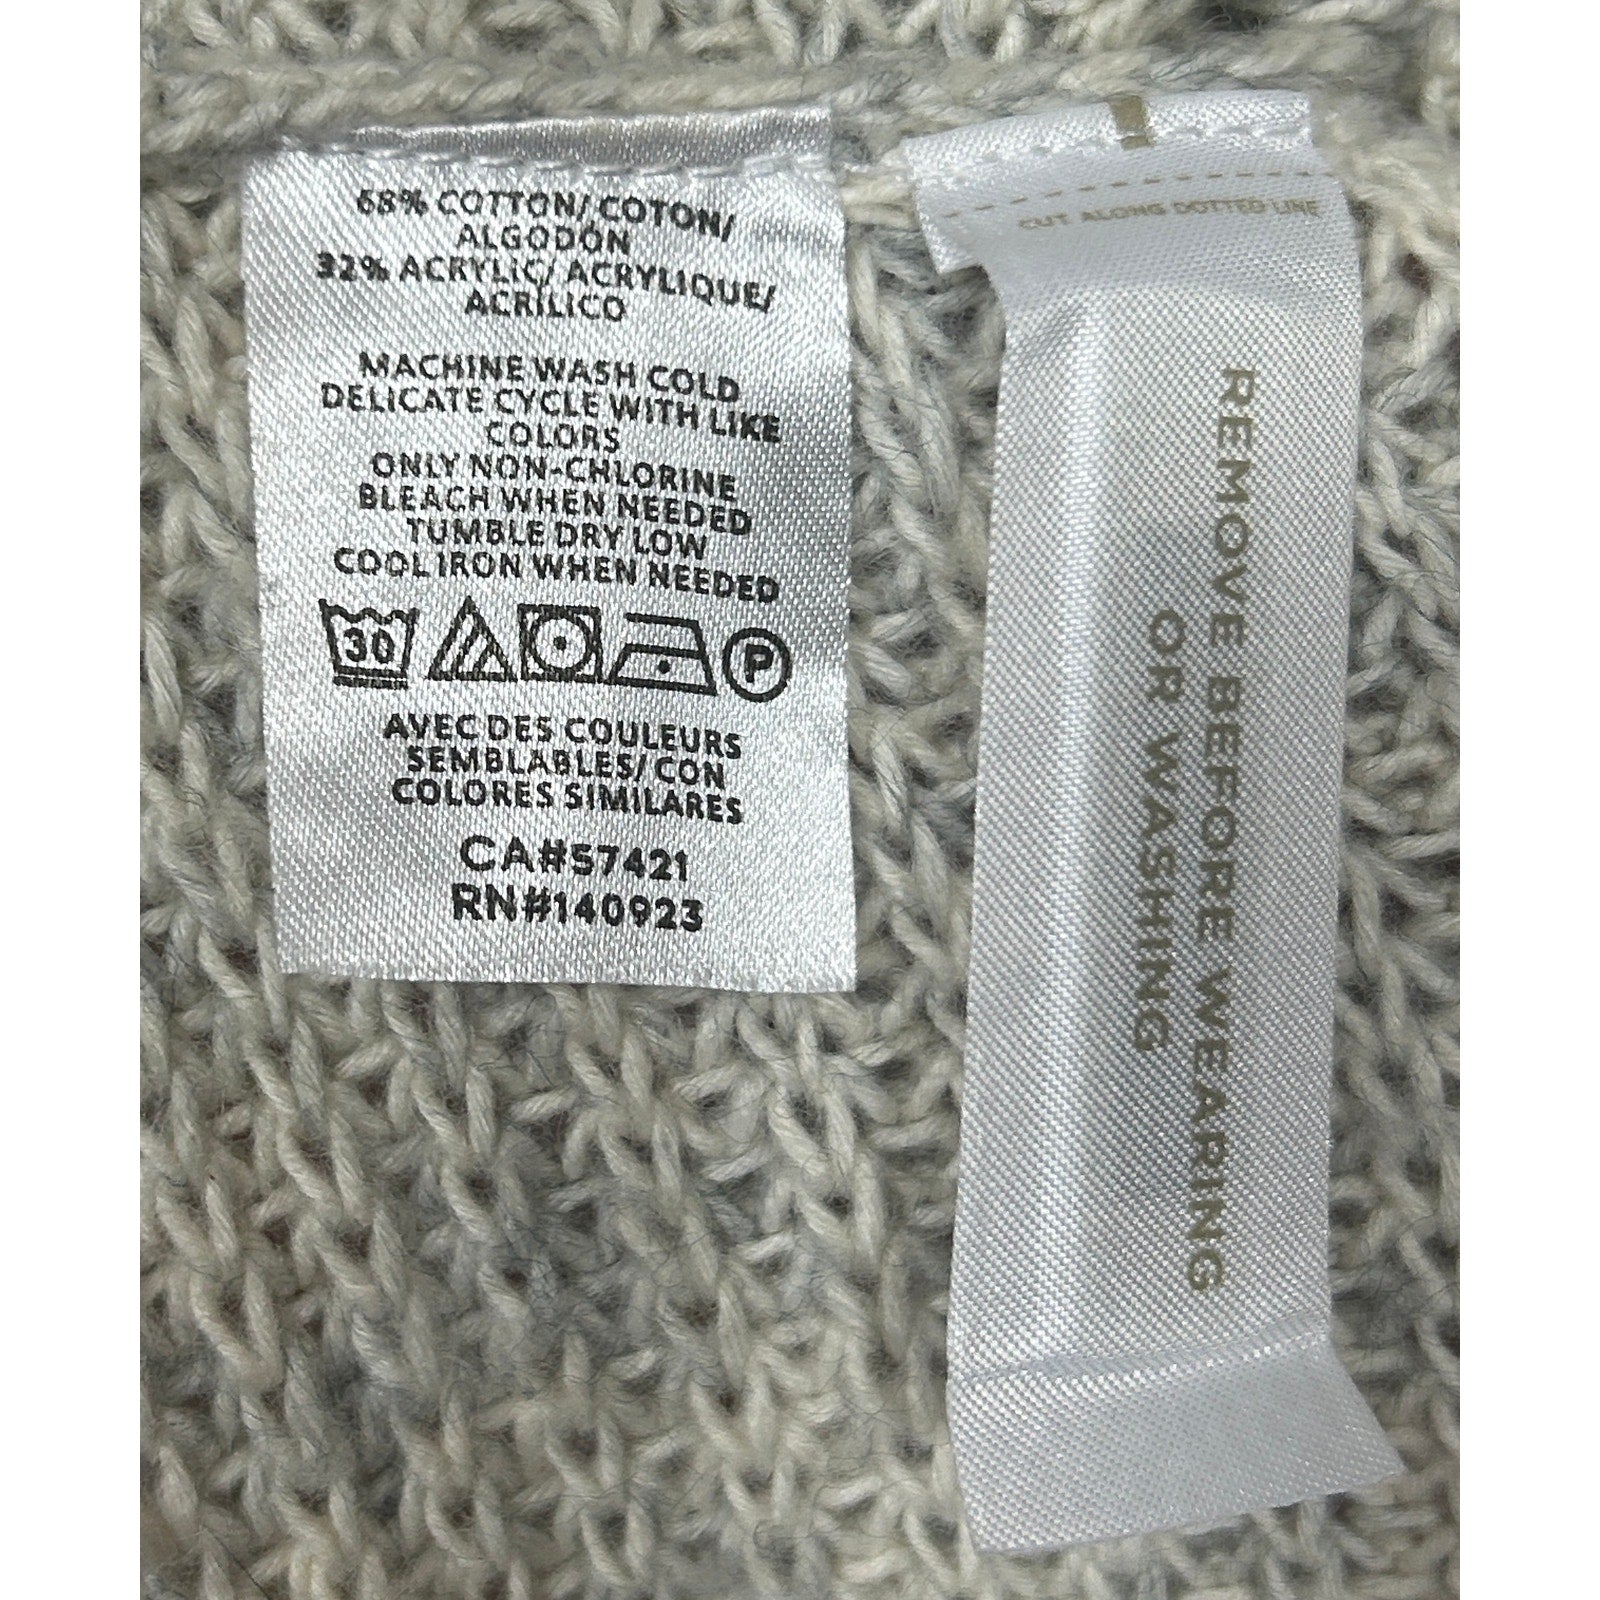 68% COTTON/COTON/
ALGODÓN
32% ACRYLIC/ACRYLIQUE/
ACRÍLICO
MACHINE WASH COLD
DELICATE CYCLE WITH LIKE
COLORS
ONLY NON-CHLORINE
BLEACH WHEN NEEDED
TUMBLE DRY LOW
COOL IRON WHEN NEEDED
30
P
AVEC DES COULEURS
SEMBLABLES/CON
COLORES SIMILARES
CA#57421
RN#140923
CUT ALONG DOTTED LINE
REMOVE BEFORE WEARING
OR WASHING